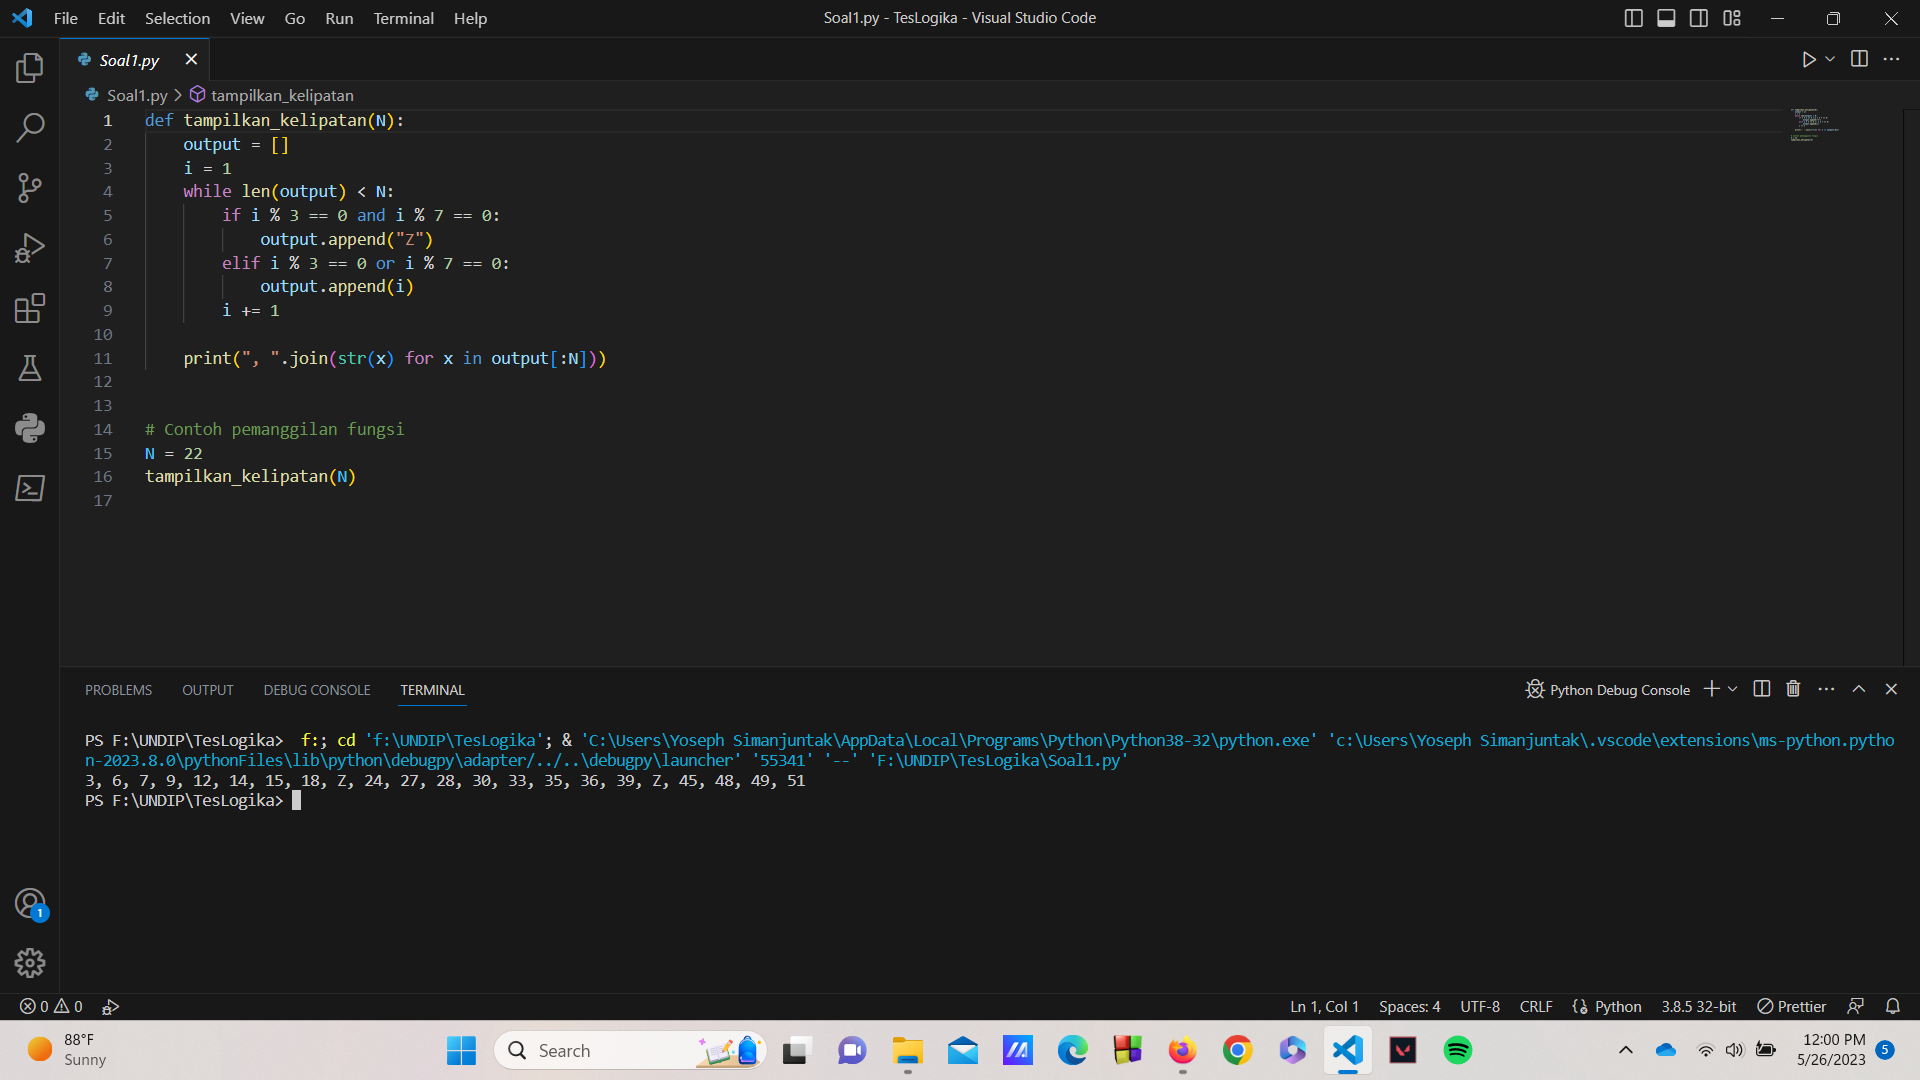 File Edit Selection View Go Run Terminal Help
Soal1.py - TesLogika - Visual Studio Code
Soal1.py
Soal1.py > tampilkan_kelipatan
1 def tampilkan_kelipatan(N):
2     output = []
3     i = 1
4     while len(output) < N:
5         if i % 3 == 0 and i % 7 == 0:
6             output.append("Z")
7         elif i % 3 == 0 or i % 7 == 0:
8             output.append(i)
9         i += 1
10
11     print(", ".join(str(x) for x in output[:N]))
12
13
14 # Contoh pemanggilan fungsi
15 N = 22
16 tampilkan_kelipatan(N)
17
PROBLEMS OUTPUT DEBUG CONSOLE TERMINAL
Python Debug Console
PS F:\UNDIP\TesLogika>  f:; cd 'f:\UNDIP\TesLogika'; & 'C:\Users\Yoseph Simanjuntak\AppData\Local\Programs\Python\Python38-32\python.exe' 'c:\Users\Yoseph Simanjuntak\.vscode\extensions\ms-python.pytho
n-2023.8.0\pythonFiles\lib\python\debugpy\adapter/../..\debugpy\launcher' '55341' '--' 'F:\UNDIP\TesLogika\Soal1.py'
3, 6, 7, 9, 12, 14, 15, 18, Z, 24, 27, 28, 30, 33, 35, 36, 39, Z, 45, 48, 49, 51
PS F:\UNDIP\TesLogika>
1
0 0
Ln 1, Col 1 Spaces: 4 UTF-8 CRLF Python 3.8.5 32-bit Prettier
88°F
Sunny
Search
12:00 PM
5/26/2023
5